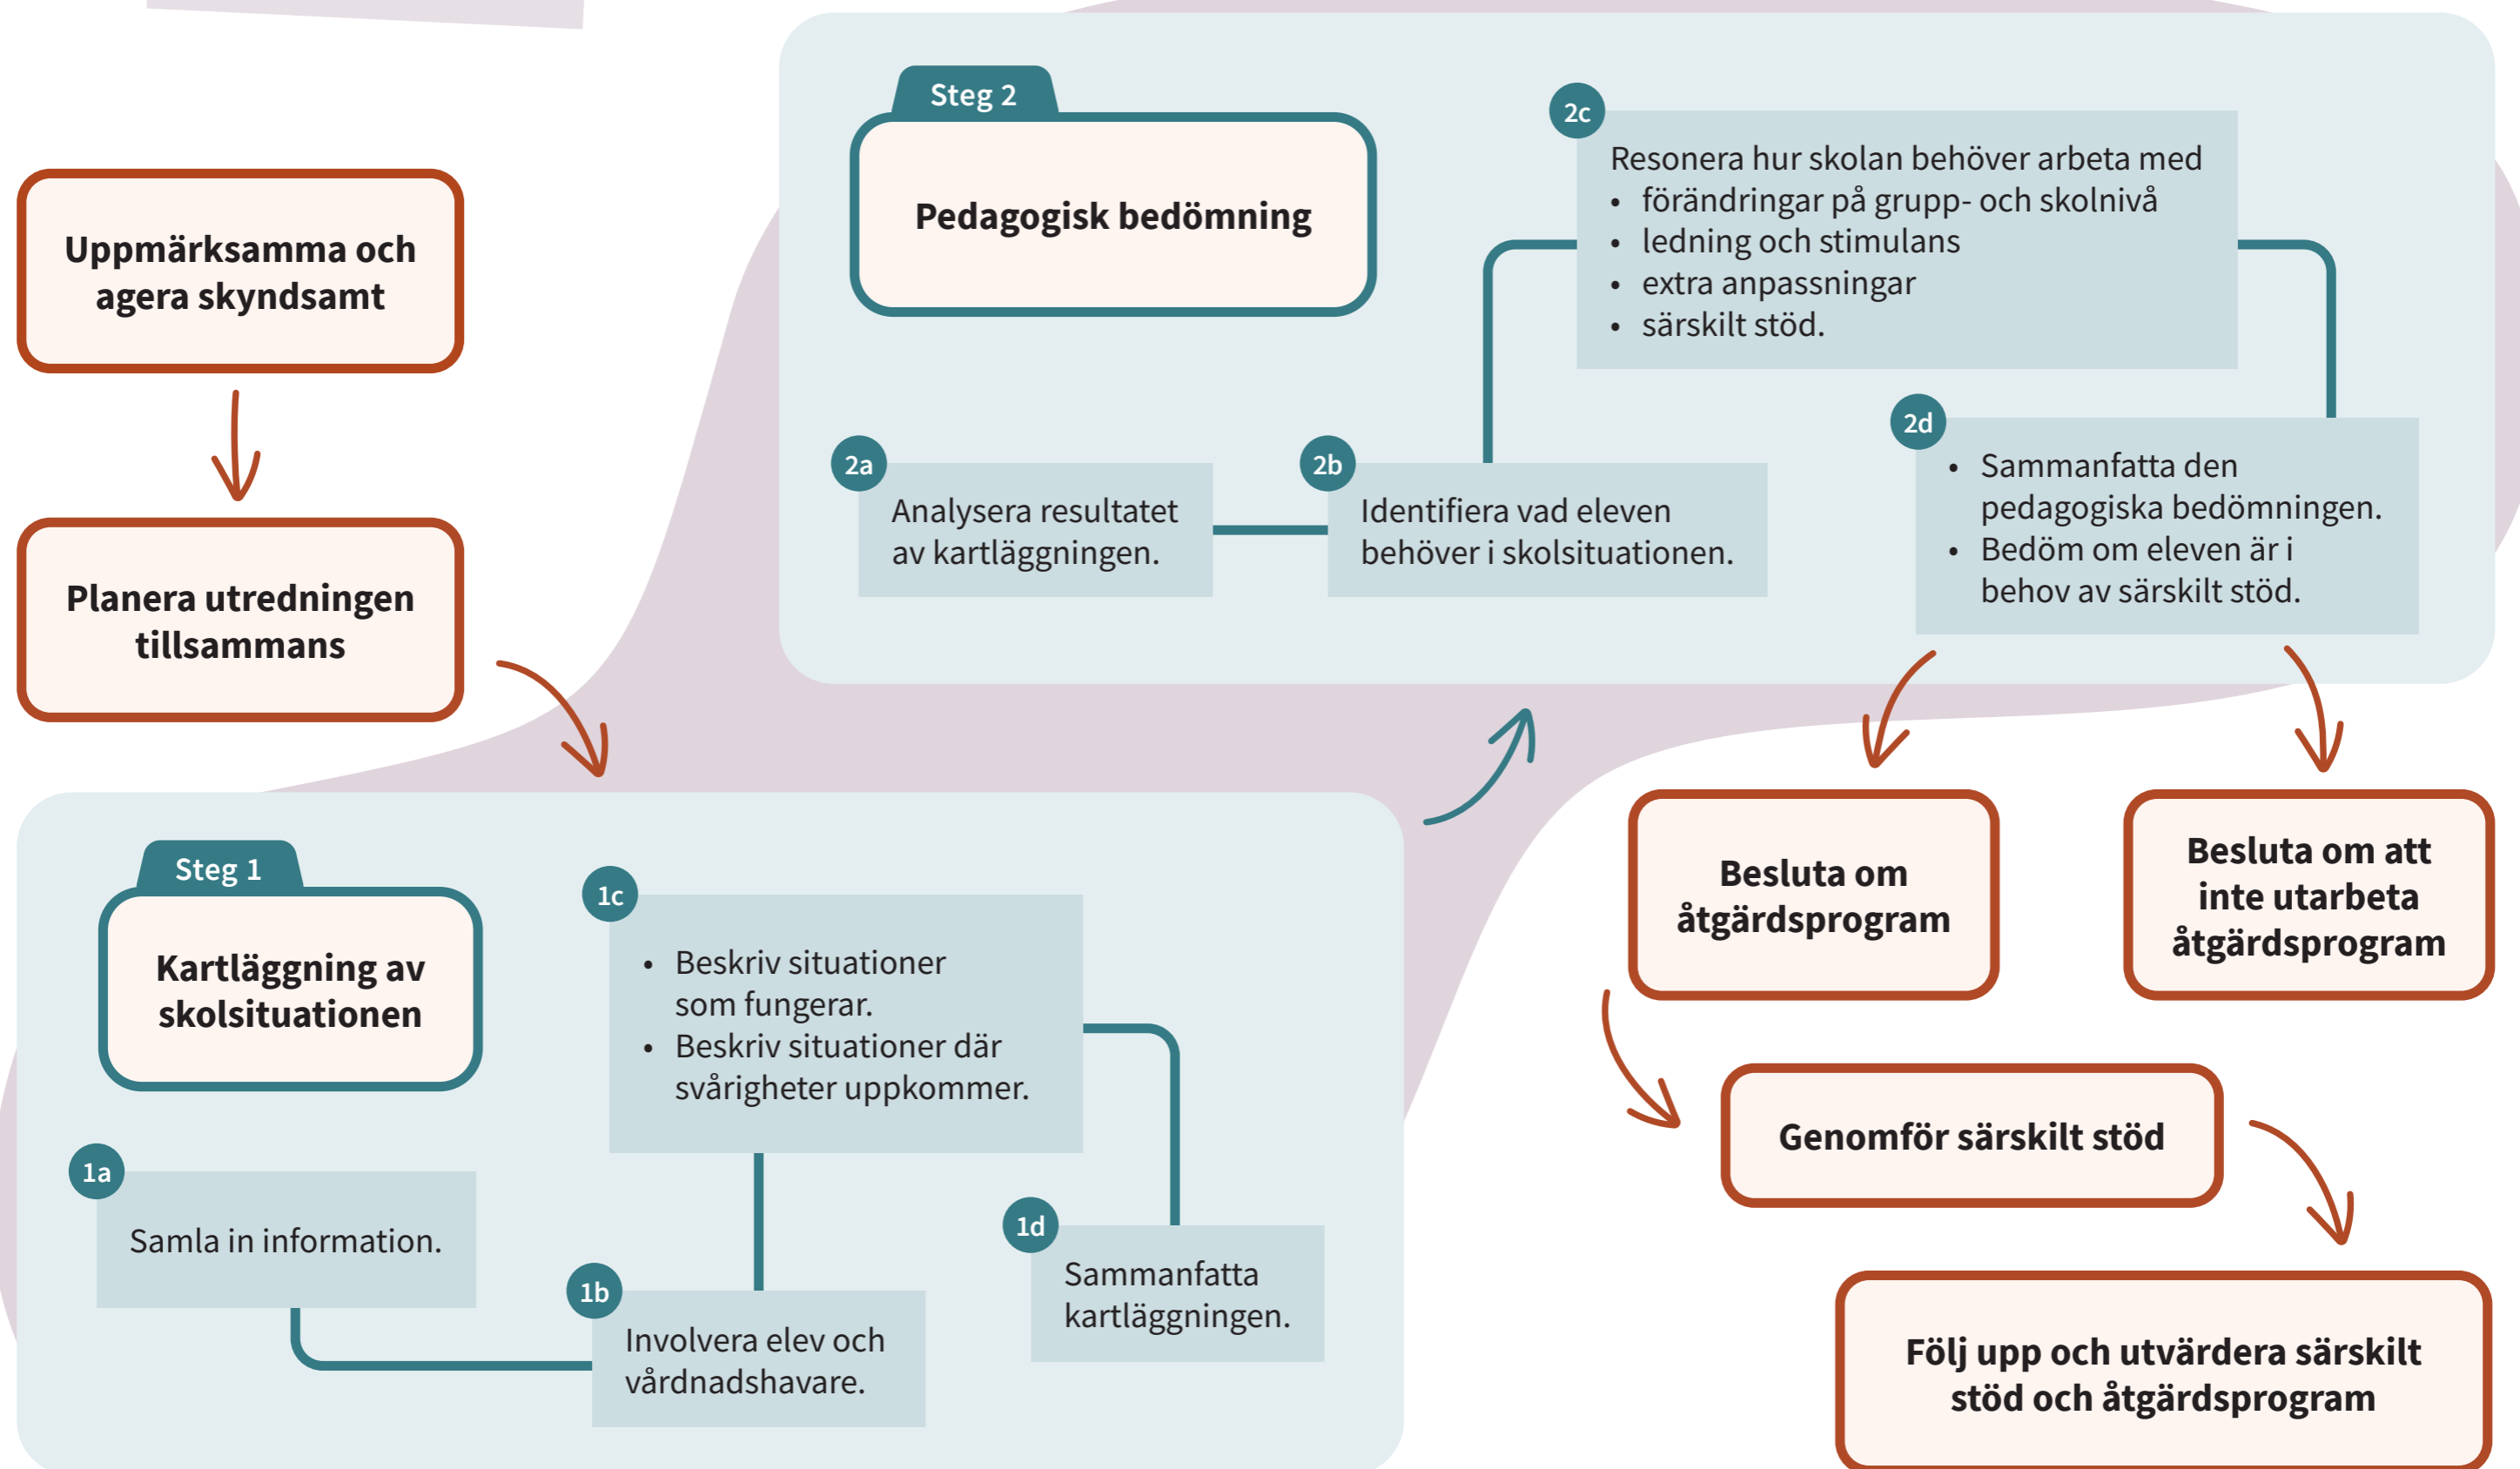 Uppmärksamma och
agera skyndsamt
Planera utredningen
tillsammans
Steg 1
Kartläggning av
skolsituationen
1a
Samla in information.
1b
Involvera elev och
vårdnadshavare.
1c
• Beskriv situationer
som fungerar.
• Beskriv situationer där
svårigheter uppkommer.
1d
Sammanfatta
kartläggningen.
Steg 2
Pedagogisk bedömning
2a
Analysera resultatet
av kartläggningen.
2b
Identifiera vad eleven
behöver i skolsituationen.
2c
Resonera hur skolan behöver arbeta med
• förändringar på grupp- och skolnivå
• ledning och stimulans
• extra anpassningar
• särskilt stöd.
2d
• Sammanfatta den
pedagogiska bedömningen.
• Bedöm om eleven är i
behov av särskilt stöd.
Besluta om
åtgärdsprogram
Besluta om att
inte utarbeta
åtgärdsprogram
Genomför särskilt stöd
Följ upp och utvärdera särskilt
stöd och åtgärdsprogram